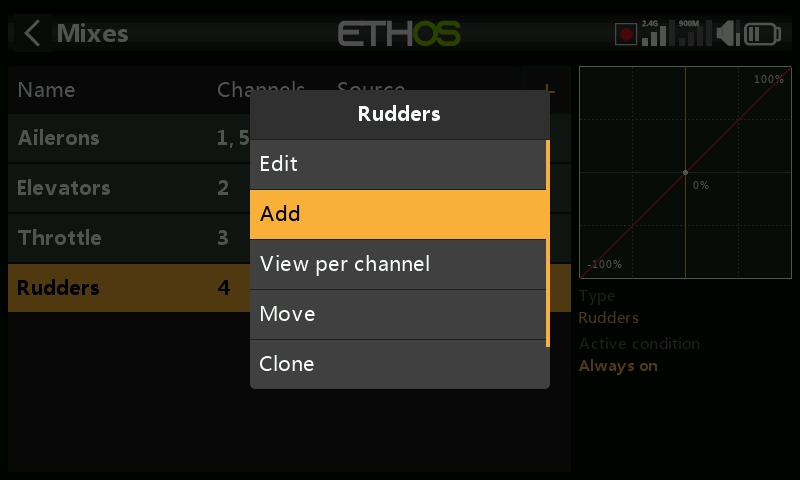 Mixes
ETHOS
2.4G
900M
Name Channels Source +
Ailerons 1, 5
Elevators 2
Throttle 3
Rudders 4
Rudders
Edit
Add
View per channel
Move
Clone
100%
0%
-100%
Type
Rudders
Active condition
Always on